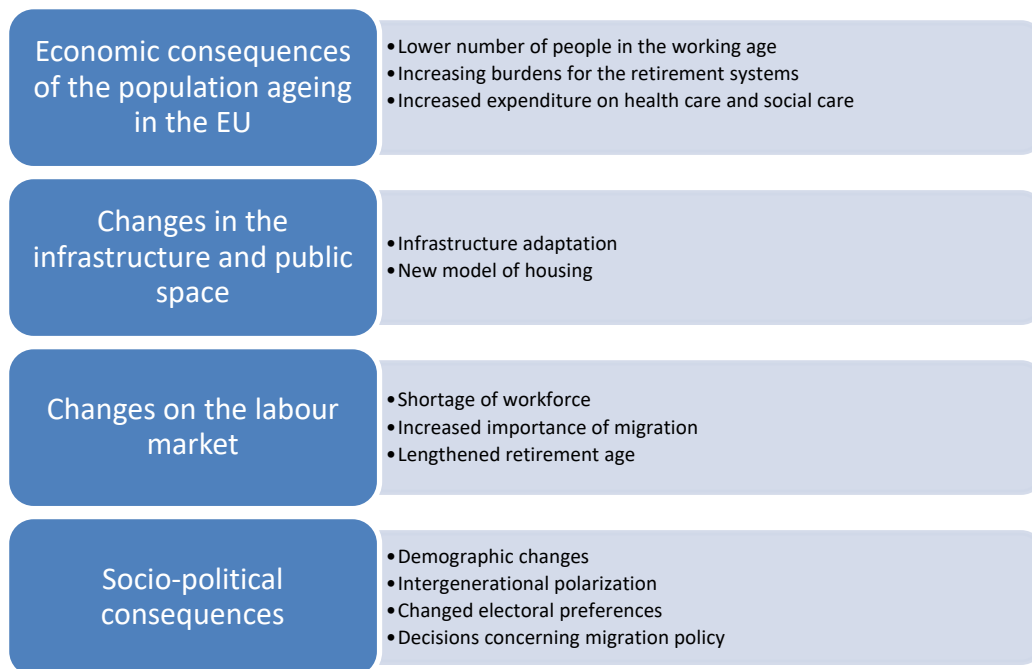 Economic consequences
of the population ageing
in the EU
•Lower number of people in the working age
•Increasing burdens for the retirement systems
•Increased expenditure on health care and social care
Changes in the
infrastructure and public
space
•Infrastructure adaptation
•New model of housing
Changes on the labour
market
•Shortage of workforce
•Increased importance of migration
•Lengthened retirement age
Socio-political
consequences
•Demographic changes
•Intergenerational polarization
•Changed electoral preferences
•Decisions concerning migration policy